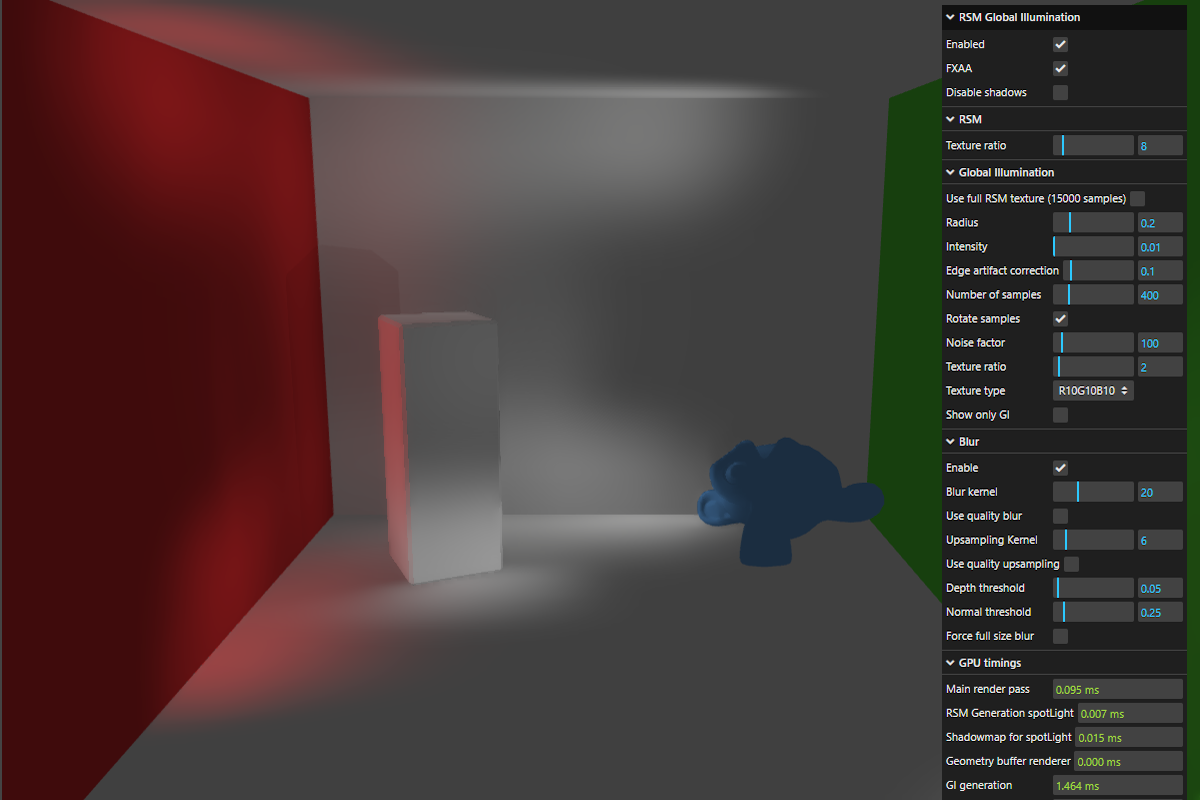 RSM Global Illumination
Enabled
FXAA
Disable shadows
RSM
Texture ratio 8
Global Illumination
Use full RSM texture (15000 samples)
Radius 0.2
Intensity 0.01
Edge artifact correction 0.1
Number of samples 400
Rotate samples
Noise factor 100
Texture ratio 2
Texture type R10G10B10
Show only GI
Blur
Enable
Blur kernel 20
Use quality blur
Upsampling Kernel 6
Use quality upsampling
Depth threshold 0.05
Normal threshold 0.25
Force full size blur
GPU timings
Main render pass 0.095 ms
RSM Generation spotLight 0.007 ms
Shadowmap for spotLight 0.015 ms
Geometry buffer renderer 0.000 ms
GI generation 1.464 ms